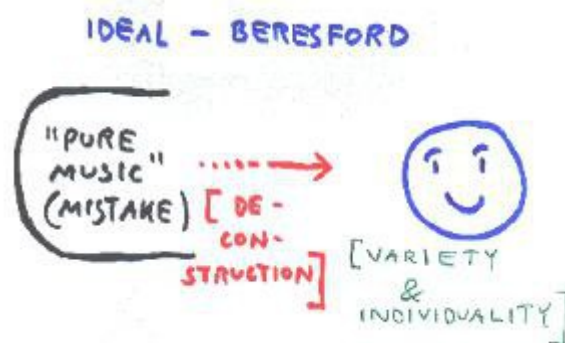 IDEAL - BERESFORD
"PURE
MUSIC"
(MISTAKE)
[DE-
CON-
STRUCTION]
[VARIETY
&
INDIVIDUALITY]